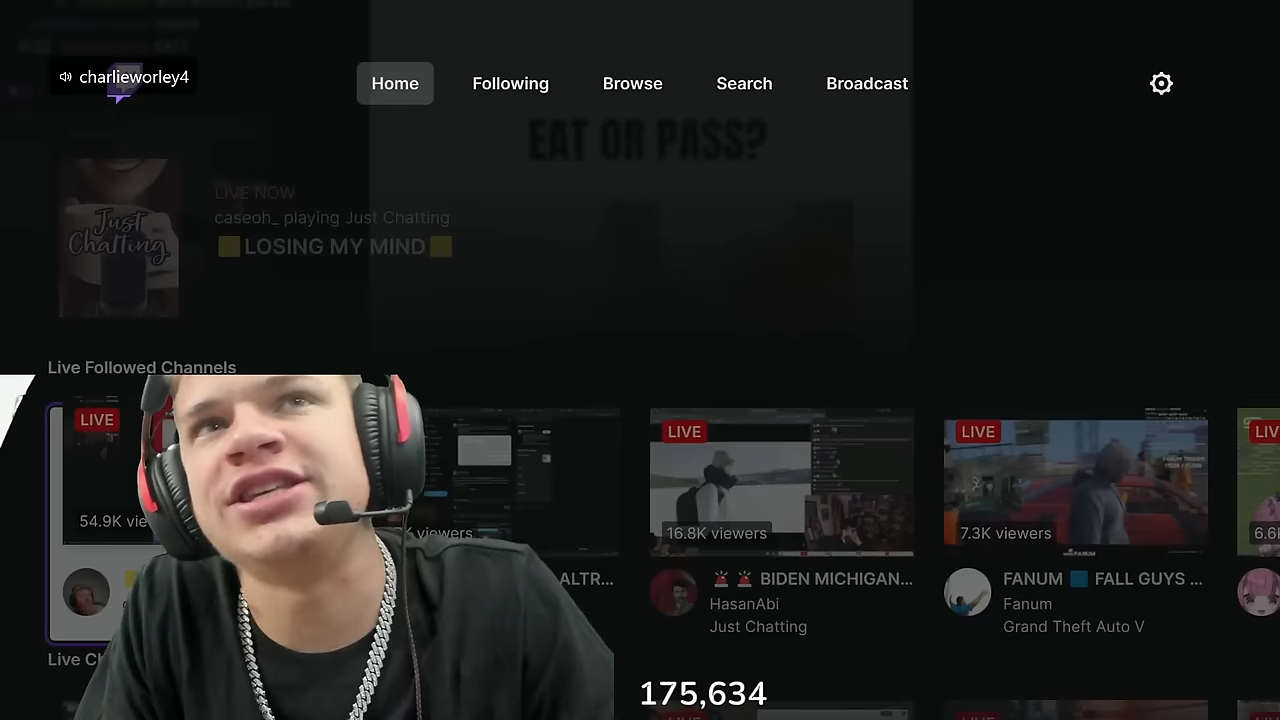 charlieworley4
Home
Following
Browse
Search
Broadcast
EAT OR PASS?
LIVE NOW
caseoh_ playing Just Chatting
LOSING MY MIND
Just
Chatting
Live Followed Channels
LIVE
LIVE
LIVE
LIV
54.9K vie
viewers
16.8K viewers
7.3K viewers
6.6
ALTR...
BIDEN MICHIGAN...
FANUM
FALL GUYS ...
HasanAbi
Fanum
Just Chatting
Grand Theft Auto V
Live Ch
175,634